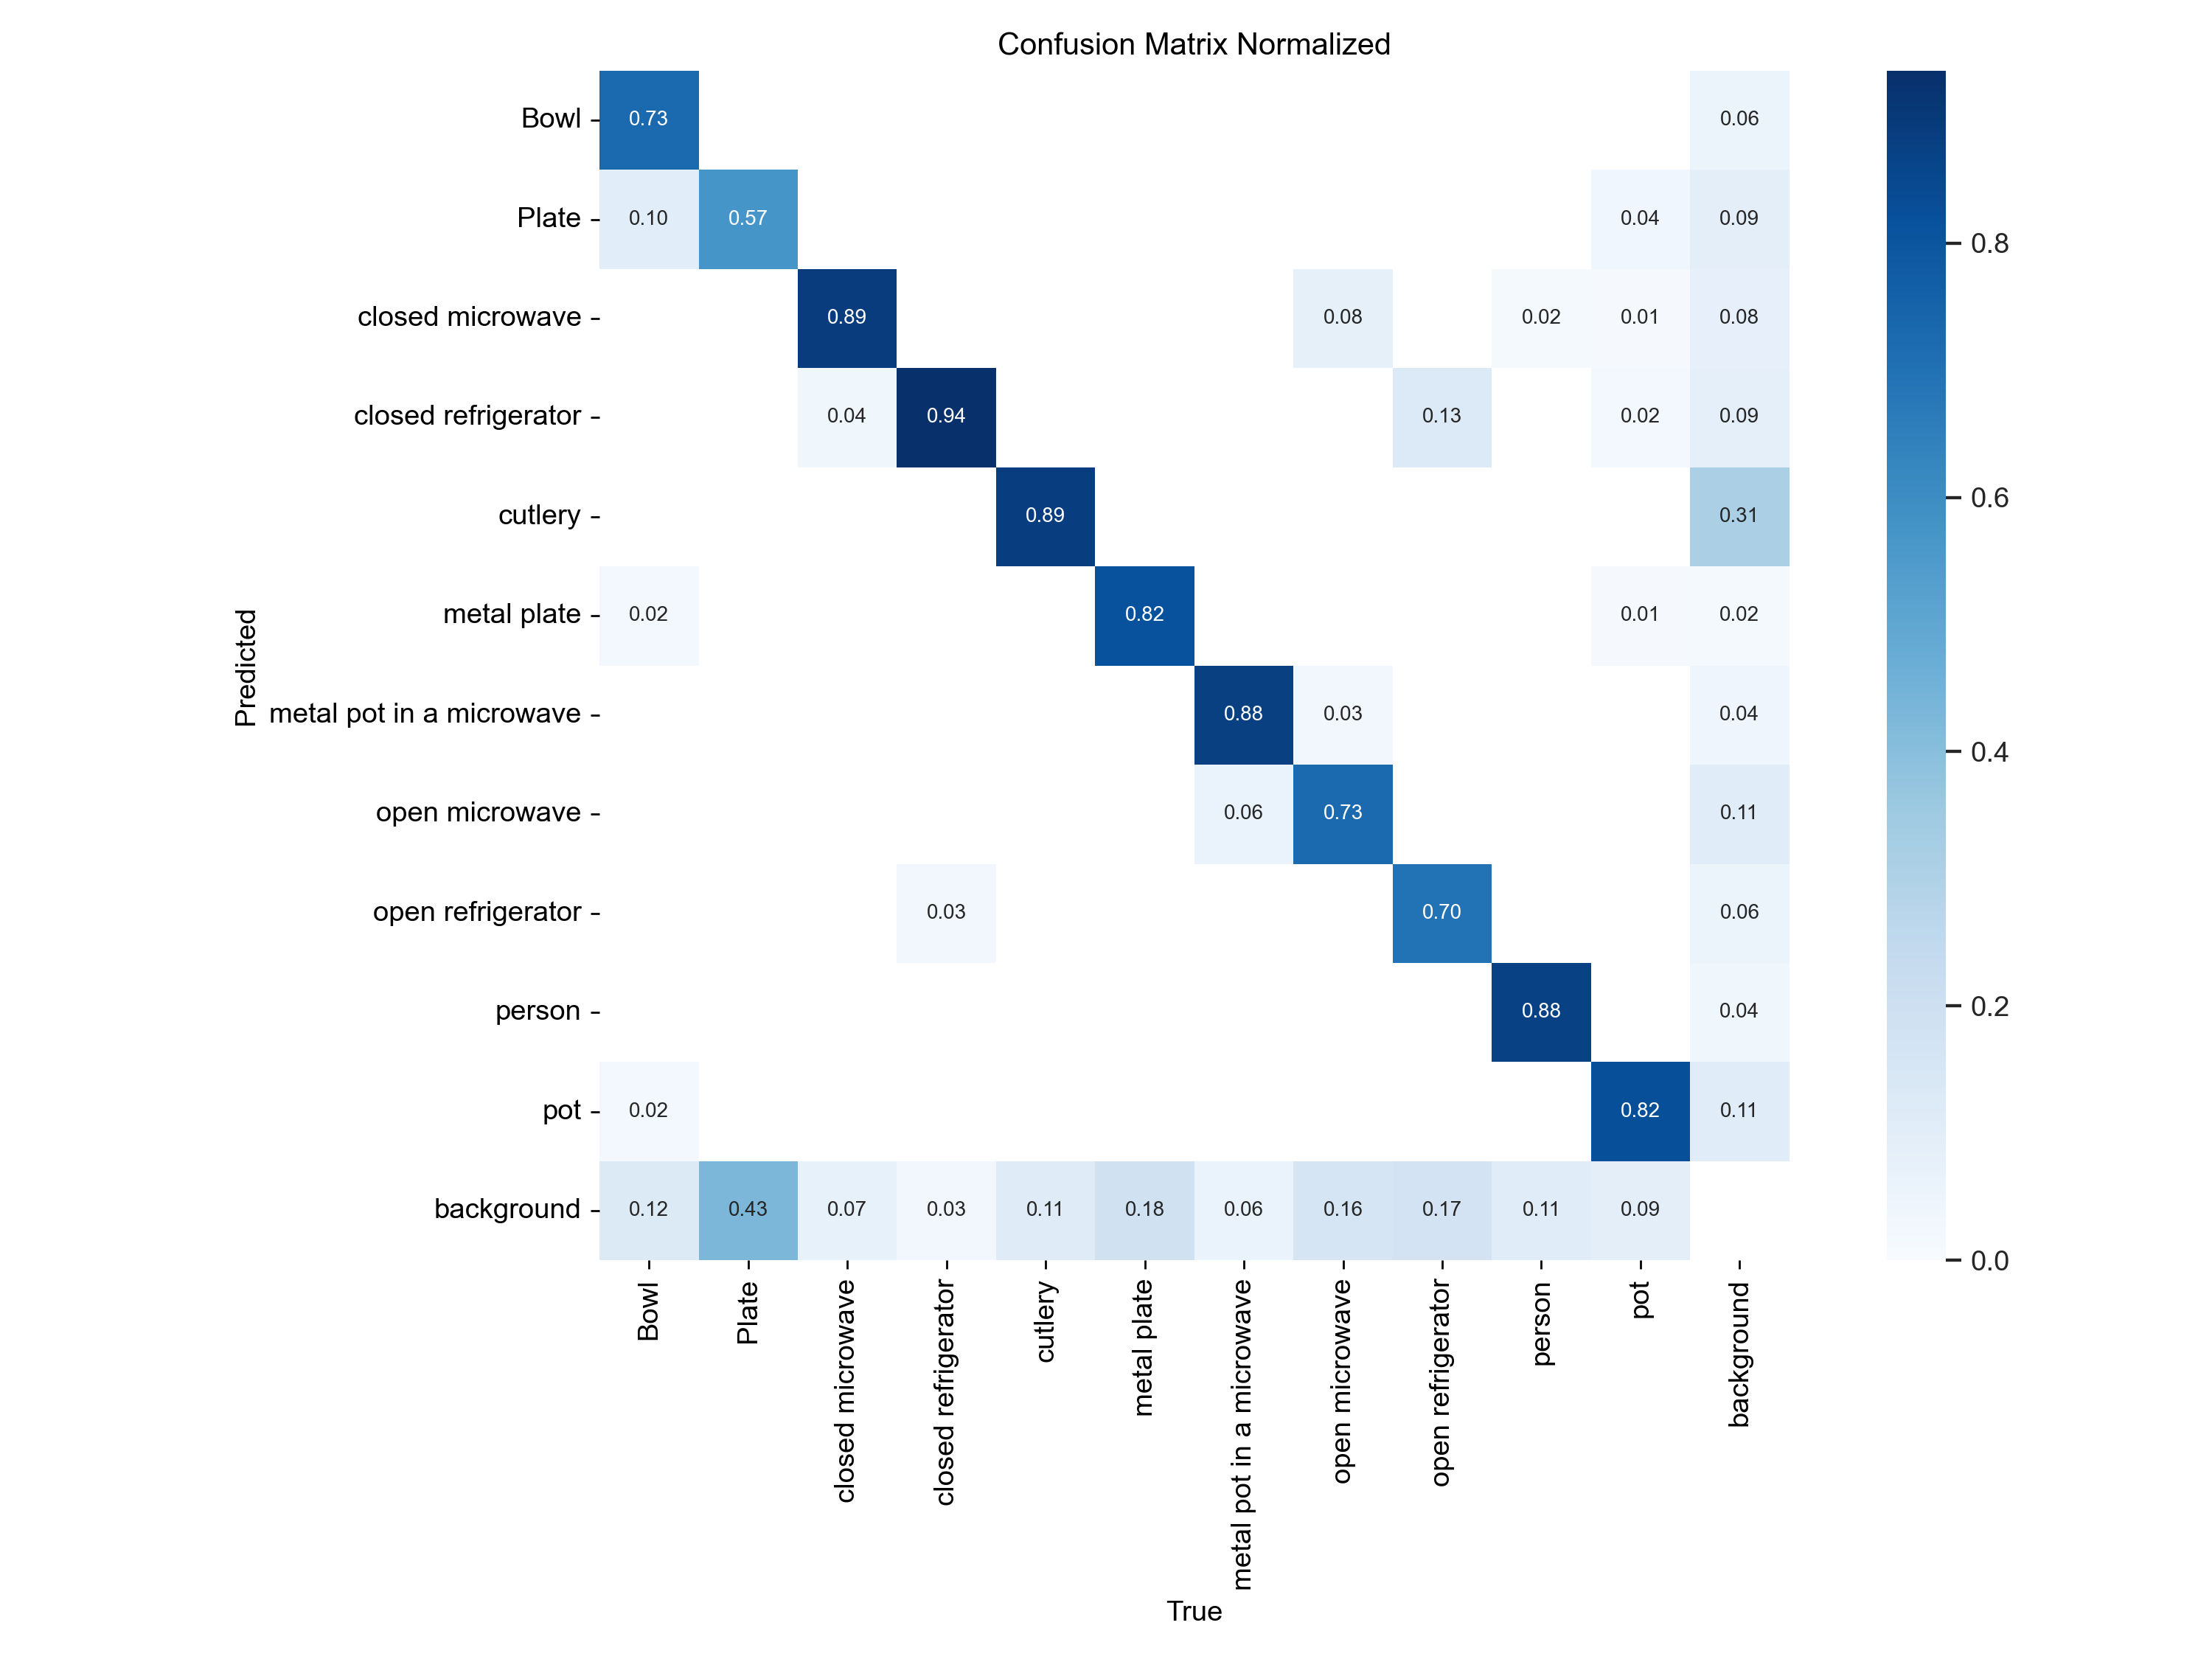 Confusion Matrix Normalized
Bowl 0.73 0.06
Plate 0.10 0.57 0.04 0.09
closed microwave 0.89 0.08 0.02 0.01 0.08
closed refrigerator 0.04 0.94 0.13 0.02 0.09
cutlery 0.89 0.31
metal plate 0.02 0.82 0.01 0.02
metal pot in a microwave 0.88 0.03 0.04
open microwave 0.06 0.73 0.11
open refrigerator 0.03 0.70 0.06
person 0.88 0.04
pot 0.02 0.82 0.11
background 0.12 0.43 0.07 0.03 0.11 0.18 0.06 0.16 0.17 0.11 0.09
Predicted
Bowl
Plate
closed microwave
closed refrigerator
cutlery
metal plate
metal pot in a microwave
open microwave
open refrigerator
person
pot
background
True
0.8
0.6
0.4
0.2
0.0